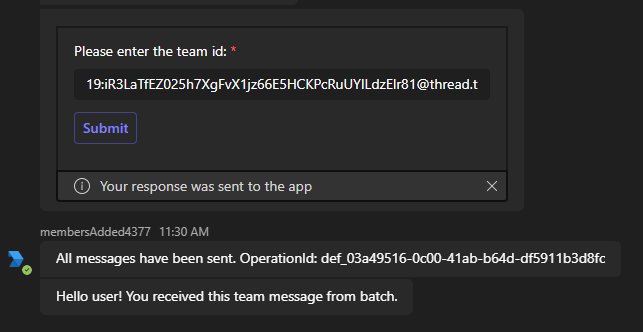 Please enter the team id: *
19:iR3LaTfEZ025h7XgFvX1jz66E5HCKPcRuUYlLdzElr81@thread.t
Submit
Your response was sent to the app
membersAdded4377 11:30 AM
All messages have been sent. OperationId: def_03a49516-0c00-41ab-b64d-df5911b3d8fc
Hello user! You received this team message from batch.